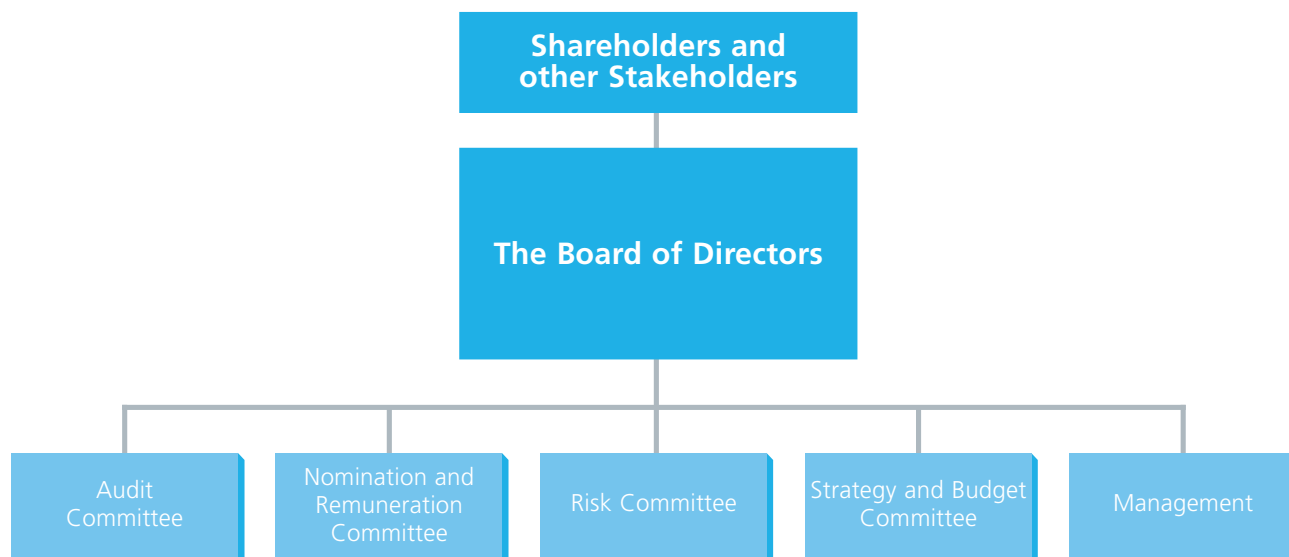 Shareholders and
other Stakeholders
The Board of Directors
Audit
Committee
Nomination and
Remuneration
Committee
Risk Committee
Strategy and Budget
Committee
Management